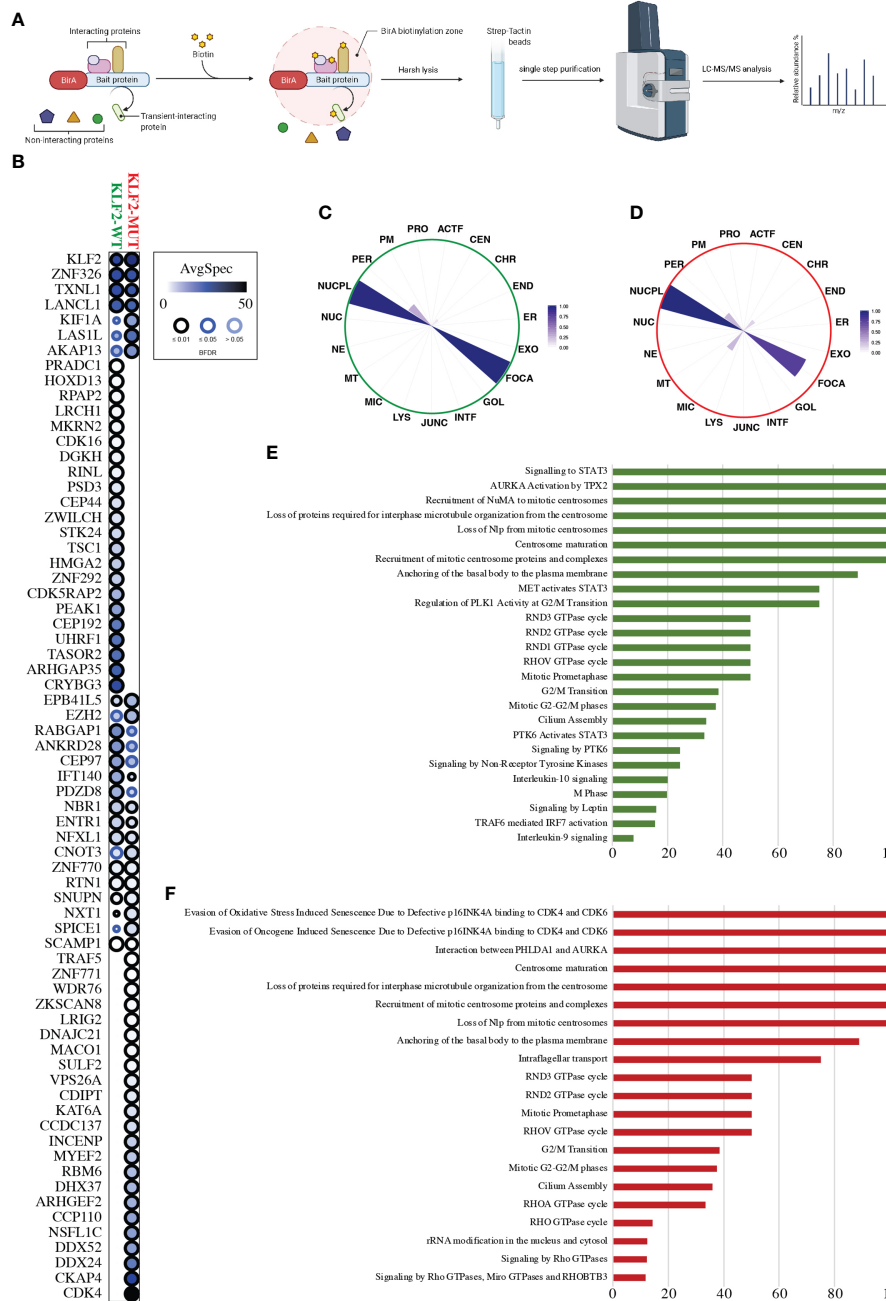 A
Interacting proteins
BirA
Bait protein
Transient-interacting
protein
Non-interacting proteins
Biotin
BirA
Bait protein
BirA biotinylation zone
Harsh lysis
Strep-Tactin
beads
single step purification
LC-MS/MS analysis
Relative abundance %
m/z
B
KLF2-WT
KLF2-MUT
KLF2
ZNF326
TXNL1
LANCL1
KIF1A
LAS1L
AKAP13
PRADC1
HOXD13
RPAP2
LRCH1
MKRN2
CDK16
DGKH
RINL
PSD3
CEP44
ZWILCH
STK24
TSC1
HMGA2
ZNF292
CDK5RAP2
PEAK1
CEP192
UHRF1
TASOR2
ARHGAP35
CRYBG3
EPB41L5
EZH2
RABGAP1
ANKRD28
CEP97
IFT140
PDZD8
NBR1
ENTR1
NFXL1
CNOT3
ZNF770
RTN1
SNUPN
NXT1
SPICE1
SCAMP1
TRAF5
ZNF771
WDR76
ZKSCAN8
LRIG2
DNAJC21
MACO1
SULF2
VPS26A
CDIPT
KAT6A
CCDC137
INCENP
MYEF2
RBM6
DHX37
ARHGEF2
CCP110
NSFL1C
DDX52
DDX24
CKAP4
CDK4
AvgSpec
0 50
≤ 0.01 ≤ 0.05 > 0.05
BFDR
C
PRO
ACTF
CEN
CHR
END
ER
EXO
FOCA
GOL
INTF
JUNC
LYS
MIC
MT
NE
NUC
NUCPL
PER
PM
1.00
0.75
0.50
0.25
0.00
D
PRO
ACTF
CEN
CHR
END
ER
EXO
FOCA
GOL
INTF
JUNC
LYS
MIC
MT
NE
NUC
NUCPL
PER
PM
1.00
0.75
0.50
0.25
0.00
E
Signalling to STAT3
AURKA Activation by TPX2
Recruitment of NuMA to mitotic centrosomes
Loss of proteins required for interphase microtubule organization from the centrosome
Loss of Nlp from mitotic centrosomes
Centrosome maturation
Recruitment of mitotic centrosome proteins and complexes
Anchoring of the basal body to the plasma membrane
MET activates STAT3
Regulation of PLK1 Activity at G2/M Transition
RND3 GTPase cycle
RND2 GTPase cycle
RND1 GTPase cycle
RHOV GTPase cycle
Mitotic Prometaphase
G2/M Transition
Mitotic G2-G2/M phases
Cilium Assembly
PTK6 Activates STAT3
Signaling by PTK6
Signaling by Non-Receptor Tyrosine Kinases
Interleukin-10 signaling
M Phase
Signaling by Leptin
TRAF6 mediated IRF7 activation
Interleukin-9 signaling
0 20 40 60 80
F
Evasion of Oxidative Stress Induced Senescence Due to Defective p16INK4A binding to CDK4 and CDK6
Evasion of Oncogene Induced Senescence Due to Defective p16INK4A binding to CDK4 and CDK6
Interaction between PHLDA1 and AURKA
Centrosome maturation
Loss of proteins required for interphase microtubule organization from the centrosome
Recruitment of mitotic centrosome proteins and complexes
Loss of Nlp from mitotic centrosomes
Anchoring of the basal body to the plasma membrane
Intraflagellar transport
RND3 GTPase cycle
RND2 GTPase cycle
Mitotic Prometaphase
RHOV GTPase cycle
G2/M Transition
Mitotic G2-G2/M phases
Cilium Assembly
RHOA GTPase cycle
RHO GTPase cycle
rRNA modification in the nucleus and cytosol
Signaling by Rho GTPases
Signaling by Rho GTPases, Miro GTPases and RHOBTB3
0 20 40 60 80